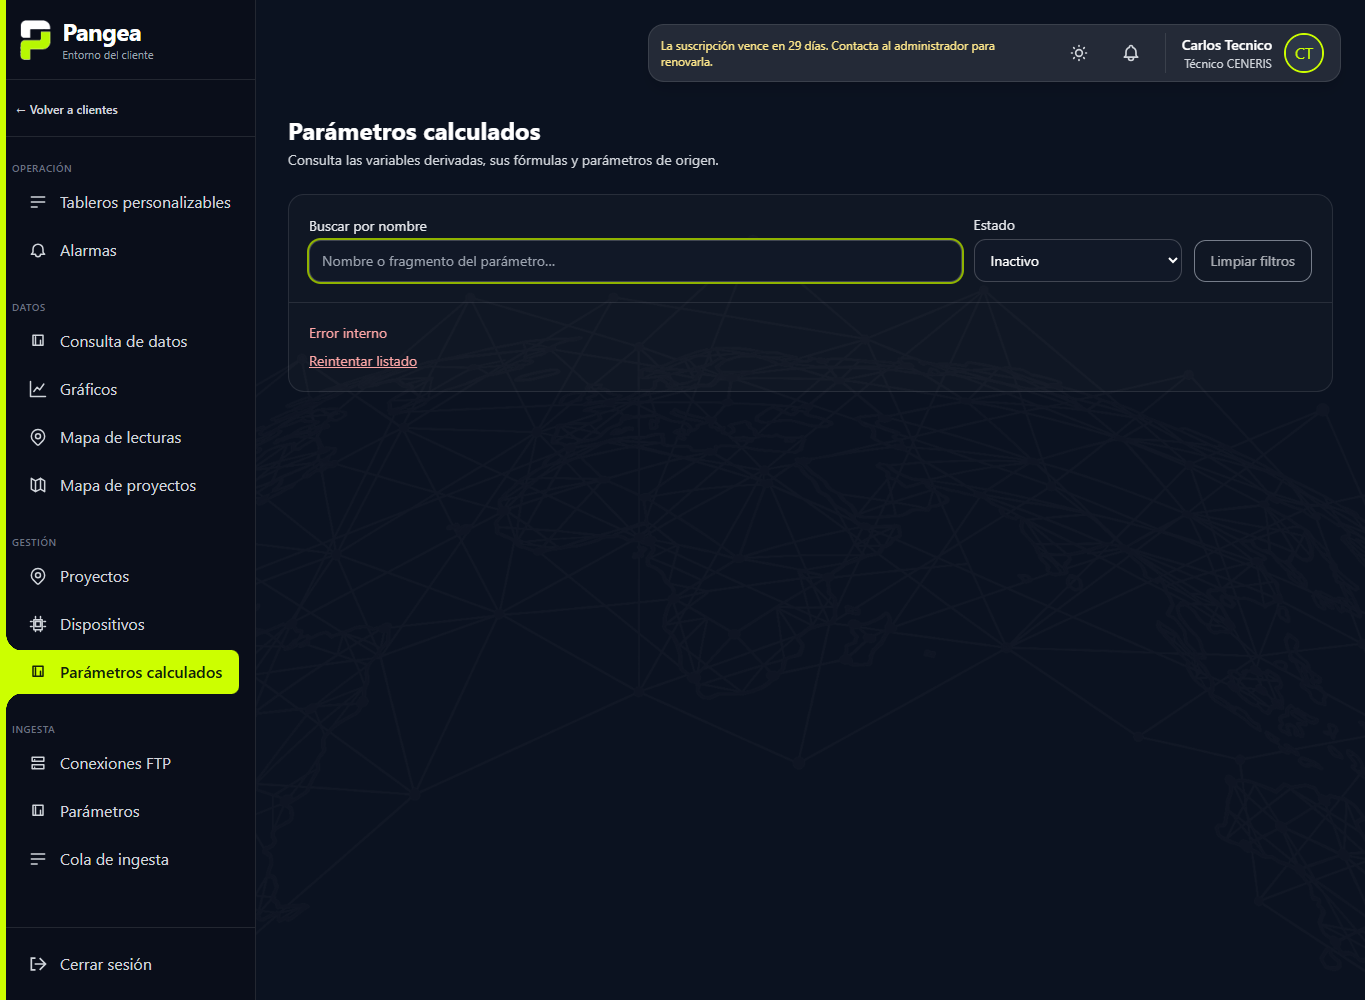 Pangea
Entorno del cliente
← Volver a clientes
OPERACIÓN
Tableros personalizables
Alarmas
DATOS
Consulta de datos
Gráficos
Mapa de lecturas
Mapa de proyectos
GESTIÓN
Proyectos
Dispositivos
Parámetros calculados
INGESTA
Conexiones FTP
Parámetros
Cola de ingesta
Cerrar sesión
La suscripción vence en 29 días. Contacta al administrador para
renovarla.
Carlos Tecnico
Técnico CENERIS
CT
Parámetros calculados
Consulta las variables derivadas, sus fórmulas y parámetros de origen.
Buscar por nombre
Nombre o fragmento del parámetro...
Estado
Inactivo
Limpiar filtros
Error interno
Reintentar listado